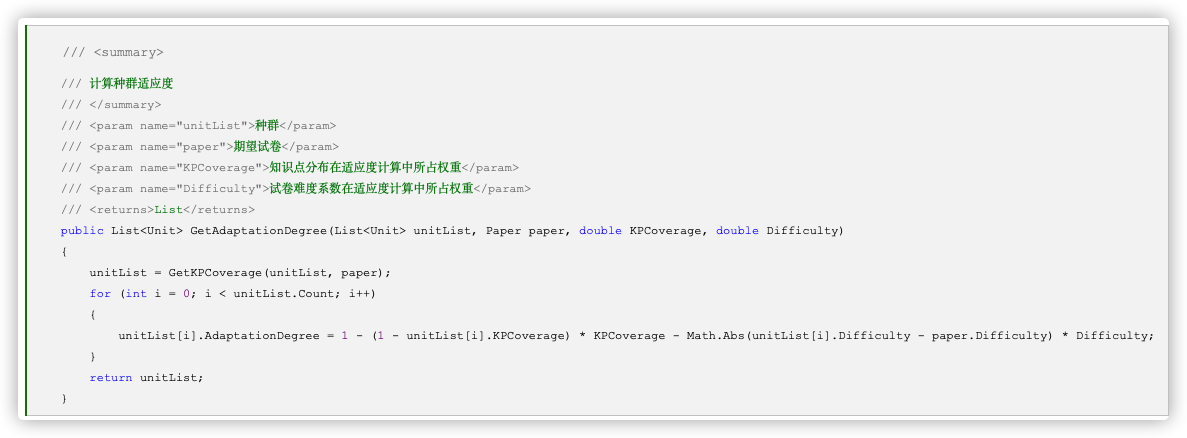 /// <summary>
/// 计算种群适应度
/// </summary>
/// <param name="unitList">种群</param>
/// <param name="paper">期望试卷</param>
/// <param name="KPCoverage">知识点分布在适应度计算中所占权重</param>
/// <param name="Difficulty">试卷难度系数在适应度计算中所占权重</param>
/// <returns>List</returns>
public List<Unit> GetAdaptationDegree(List<Unit> unitList, Paper paper, double KPCoverage, double Difficulty)
{
    unitList = GetKPCoverage(unitList, paper);
    for (int i = 0; i < unitList.Count; i++)
    {
        unitList[i].AdaptationDegree = 1 - (1 - unitList[i].KPCoverage) * KPCoverage - Math.Abs(unitList[i].Difficulty - paper.Difficulty) * Difficulty;
    }
    return unitList;
}